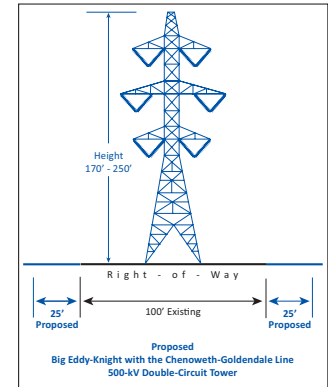 Height
170' - 250'
Right - of - Way
25'
Proposed
100' Existing
25'
Proposed
Proposed
Big Eddy-Knight with the Chenoweth-Goldendale Line
500-kV Double-Circuit Tower